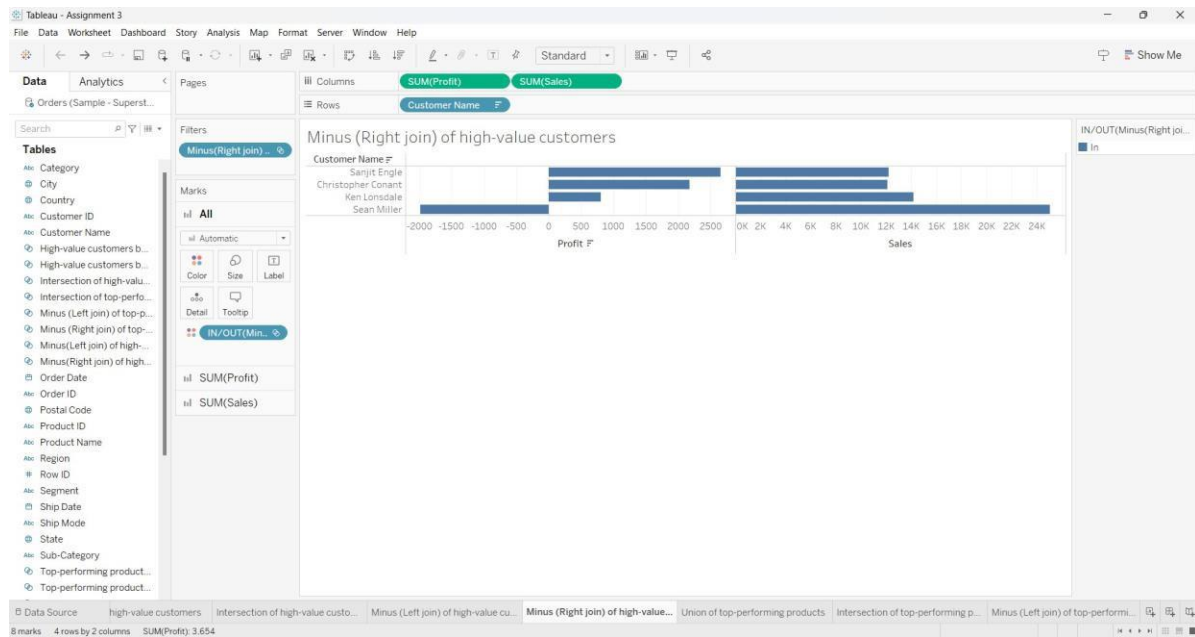 Tableau - Assignment 3
File Data Worksheet Dashboard Story Analysis Map Format Server Window Help
Standard
Show Me
Data
Analytics
Orders (Sample - Superst...
Search
Tables
Abc Category
City
Country
Abc Customer ID
Abc Customer Name
High-value customers b...
High-value customers b...
Intersection of high-valu...
Intersection of top-perfo...
Minus (Left join) of top-p...
Minus (Right join) of top-...
Minus(Left join) of high-...
Minus(Right join) of high...
Order Date
Abc Order ID
Postal Code
Abc Product ID
Abc Product Name
Abc Region
# Row ID
Abc Segment
Ship Date
Abc Ship Mode
State
Abc Sub-Category
Top-performing product...
Top-performing product...
Pages
Filters
Minus(Right join) ..
Marks
All
Automatic
Color Size Label
Detail Tooltip
IN/OUT(Min..
SUM(Profit)
SUM(Sales)
Columns SUM(Profit) SUM(Sales)
Rows Customer Name
Minus (Right join) of high-value customers
Customer Name
Sanjit Engle
Christopher Conant
Ken Lonsdale
Sean Miller
-2000 -1500 -1000 -500 0 500 1000 1500 2000 2500
Profit
0K 2K 4K 6K 8K 10K 12K 14K 16K 18K 20K 22K 24K
Sales
IN/OUT(Minus(Right joi...
In
Data Source high-value customers Intersection of high-value custo... Minus (Left join) of high-value cu... Minus (Right join) of high-value... Union of top-performing products Intersection of top-performing p... Minus (Left join) of top-performi...
8 marks 4 rows by 2 columns SUM(Profit): 3,654